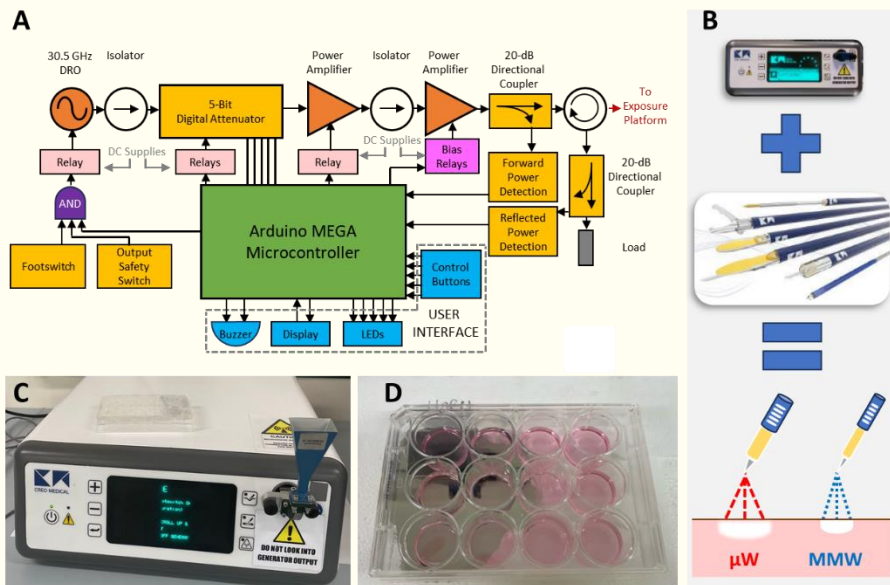 A
30.5 GHz
DRO
Isolator
5-Bit
Digital Attenuator
Power
Amplifier
Isolator
Power
Amplifier
20-dB
Directional
Coupler
To
Exposure
Platform
Relay
DC Supplies
Relays
Relay
DC Supplies
Bias
Relays
Forward
Power
Detection
20-dB
Directional
Coupler
AND
Arduino MEGA
Microcontroller
Reflected
Power
Detection
Load
Footswitch
Output
Safety
Switch
Control
Buttons
USER
INTERFACE
Buzzer
Display
LEDs
B
µW
MMW
C
CREO MEDICAL
E
DO NOT LOOK INTO
GENERATOR OUTPUT
D